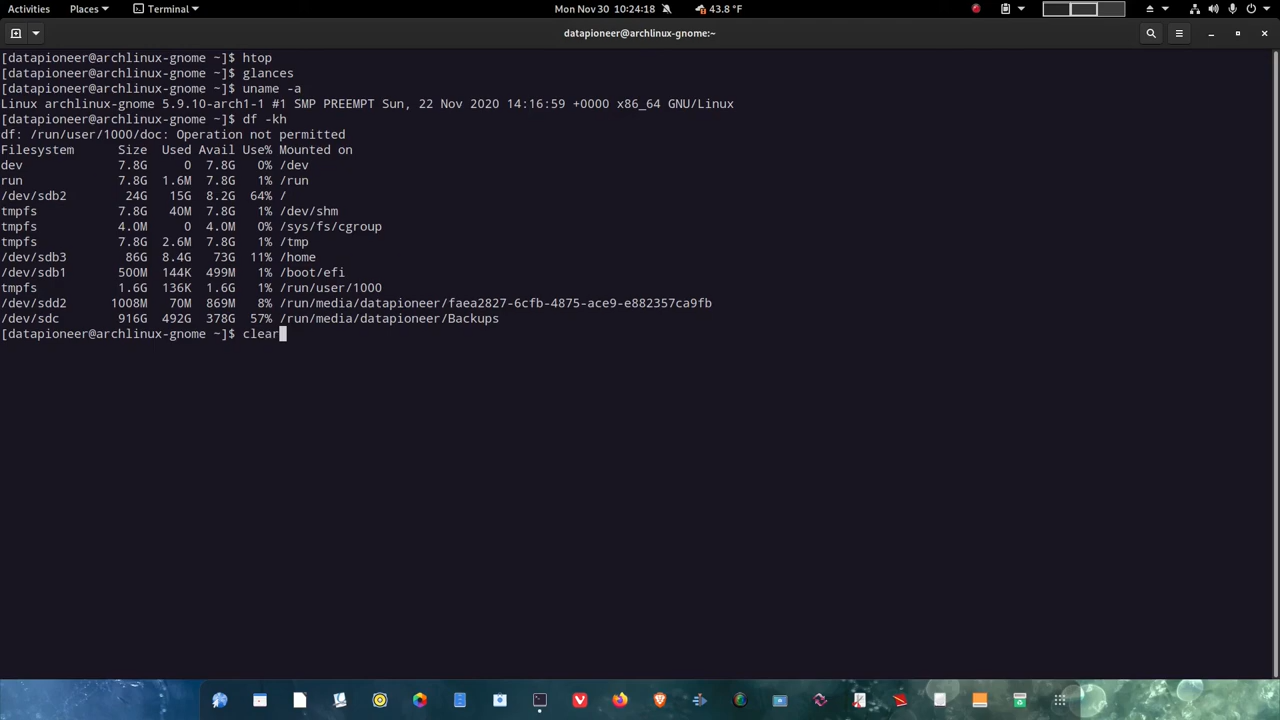 Activities Places Terminal Mon Nov 30 10:24:18 43.8 °F
datapioneer@archlinux-gnome:~
[datapioneer@archlinux-gnome ~]$ htop
[datapioneer@archlinux-gnome ~]$ glances
[datapioneer@archlinux-gnome ~]$ uname -a
Linux archlinux-gnome 5.9.10-arch1-1 #1 SMP PREEMPT Sun, 22 Nov 2020 14:16:59 +0000 x86_64 GNU/Linux
[datapioneer@archlinux-gnome ~]$ df -kh
df: /run/user/1000/doc: Operation not permitted
Filesystem      Size  Used Avail Use% Mounted on
dev             7.8G     0  7.8G   0% /dev
run             7.8G  1.6M  7.8G   1% /run
/dev/sdb2        24G   15G  8.2G  64% /
tmpfs           7.8G   40M  7.8G   1% /dev/shm
tmpfs           4.0M     0  4.0M   0% /sys/fs/cgroup
tmpfs           7.8G  2.6M  7.8G   1% /tmp
/dev/sdb3        86G  8.4G   73G  11% /home
/dev/sdb1       500M  144K  499M   1% /boot/efi
tmpfs           1.6G  136K  1.6G   1% /run/user/1000
/dev/sdd2      1008M   70M  869M   8% /run/media/datapioneer/faea2827-6cfb-4875-ace9-e882357ca9fb
/dev/sdc        916G  492G  378G  57% /run/media/datapioneer/Backups
[datapioneer@archlinux-gnome ~]$ clear